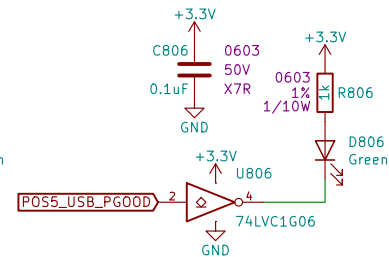 +3.3V
C806
0603
50V
0.1uF
X7R
GND
+3.3V
0603
1%
1/10W
1k
R806
D806
Green
+3.3V
U806
POS5_USB_PGOOD
2
4
74LVC1G06
GND
n